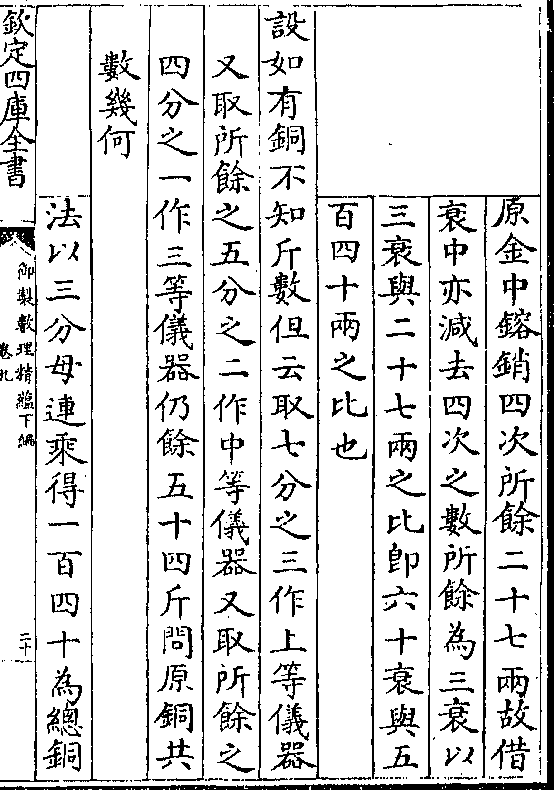 原金中鎔銷四次所餘二十七兩故借
衰中亦減去四次之數所餘為三衰以
三衰與二十七兩之比卽六十衰與五
百四十兩之比也
設如有銅不知斤數但云取七分之三作上等儀器
又取所餘之五分之二作中等儀器又取所餘之
四分之一作三等儀器仍餘五十四斤問原銅共
數幾何
法以三分母連乘得一百四十為總銅
欽定四庫全書
御製數理精蘊下編
卷九
二十